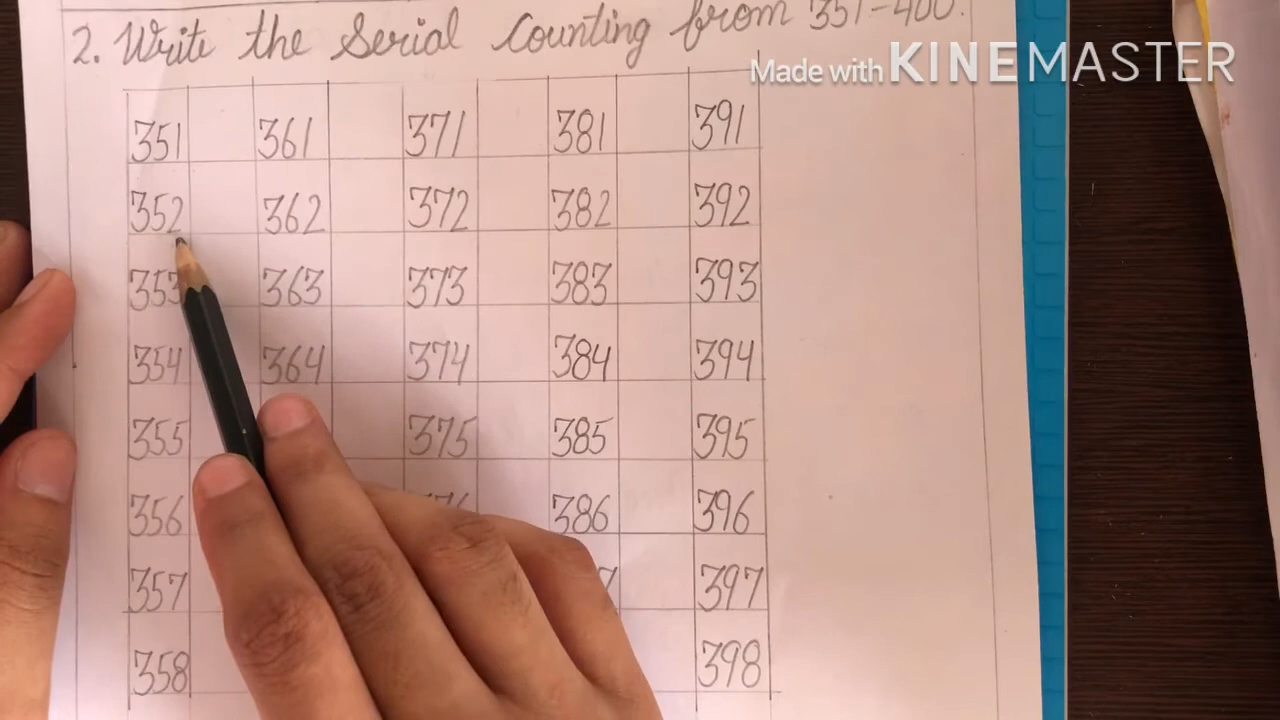 2. Write the Serial Counting from 351-400.
Made with KINEMASTER
351 361 371 381 391
352 362 372 382 392
353 363 373 383 393
354 364 374 384 394
355 375 385 395
356 386 396
357 397
358 398